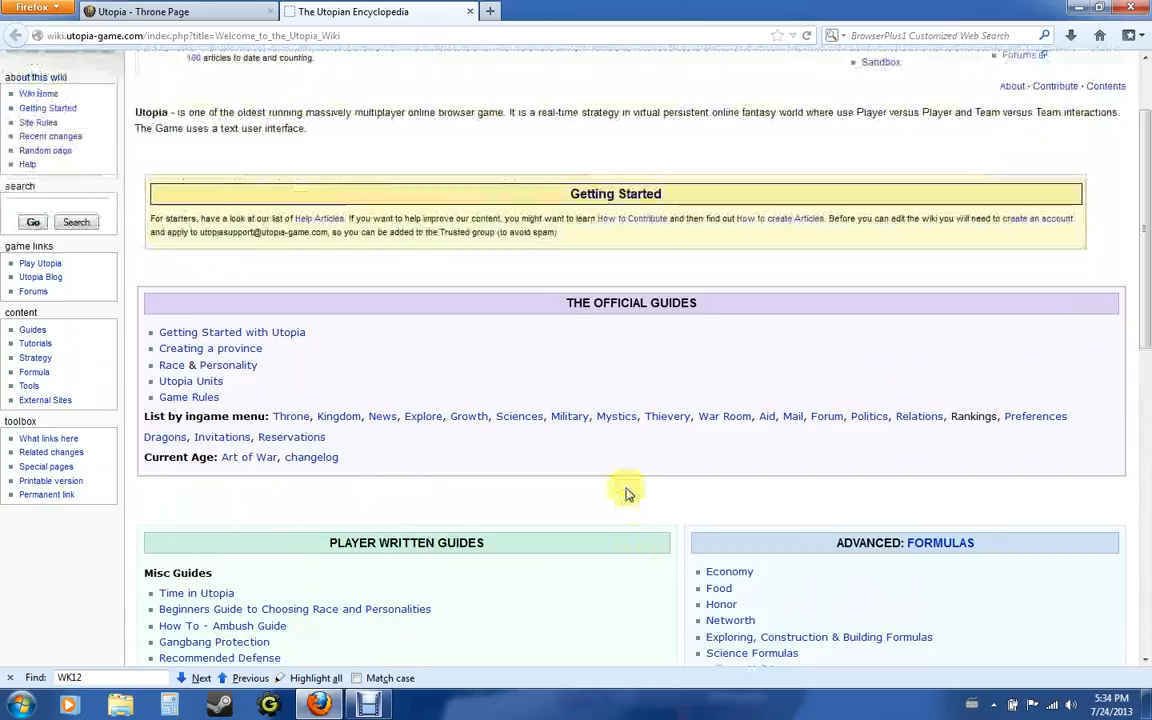 Firefox
Utopia - Throne Page
The Utopian Encyclopedia
wiki.utopia-game.com/index.php?title=Welcome_to_the_Utopia_Wiki
BrowserPlus1 Customized Web Search
160 articles to date and counting.
Sandbox
Forums
About · Contribute · Contents
about this wiki
Wiki Home
Getting Started
Site Rules
Recent changes
Random page
Help
search
Go
Search
game links
Play Utopia
Utopia Blog
Forums
content
Guides
Tutorials
Strategy
Formula
Tools
External Sites
toolbox
What links here
Related changes
Special pages
Printable version
Permanent link
Utopia - is one of the oldest running massively multiplayer online browser game. It is a real-time strategy in virtual persistent online fantasy world where use Player versus Player and Team versus Team interactions.
The Game uses a text user interface.
Getting Started
For starters, have a look at our list of Help Articles. If you want to help improve our content, you might want to learn How to Contribute and then find out How to create Articles. Before you can edit the wiki you will need to create an account
and apply to utopiasupport@utopia-game.com, so you can be added to the Trusted group (to avoid spam)
THE OFFICIAL GUIDES
Getting Started with Utopia
Creating a province
Race & Personality
Utopia Units
Game Rules
List by ingame menu: Throne, Kingdom, News, Explore, Growth, Sciences, Military, Mystics, Thievery, War Room, Aid, Mail, Forum, Politics, Relations, Rankings, Preferences
Dragons, Invitations, Reservations
Current Age: Art of War, changelog
PLAYER WRITTEN GUIDES
Misc Guides
Time in Utopia
Beginners Guide to Choosing Race and Personalities
How To - Ambush Guide
Gangbang Protection
Recommended Defense
ADVANCED: FORMULAS
Economy
Food
Honor
Networth
Exploring, Construction & Building Formulas
Science Formulas
Find: WK12
Next
Previous
Highlight all
Match case
5:34 PM
7/24/2013